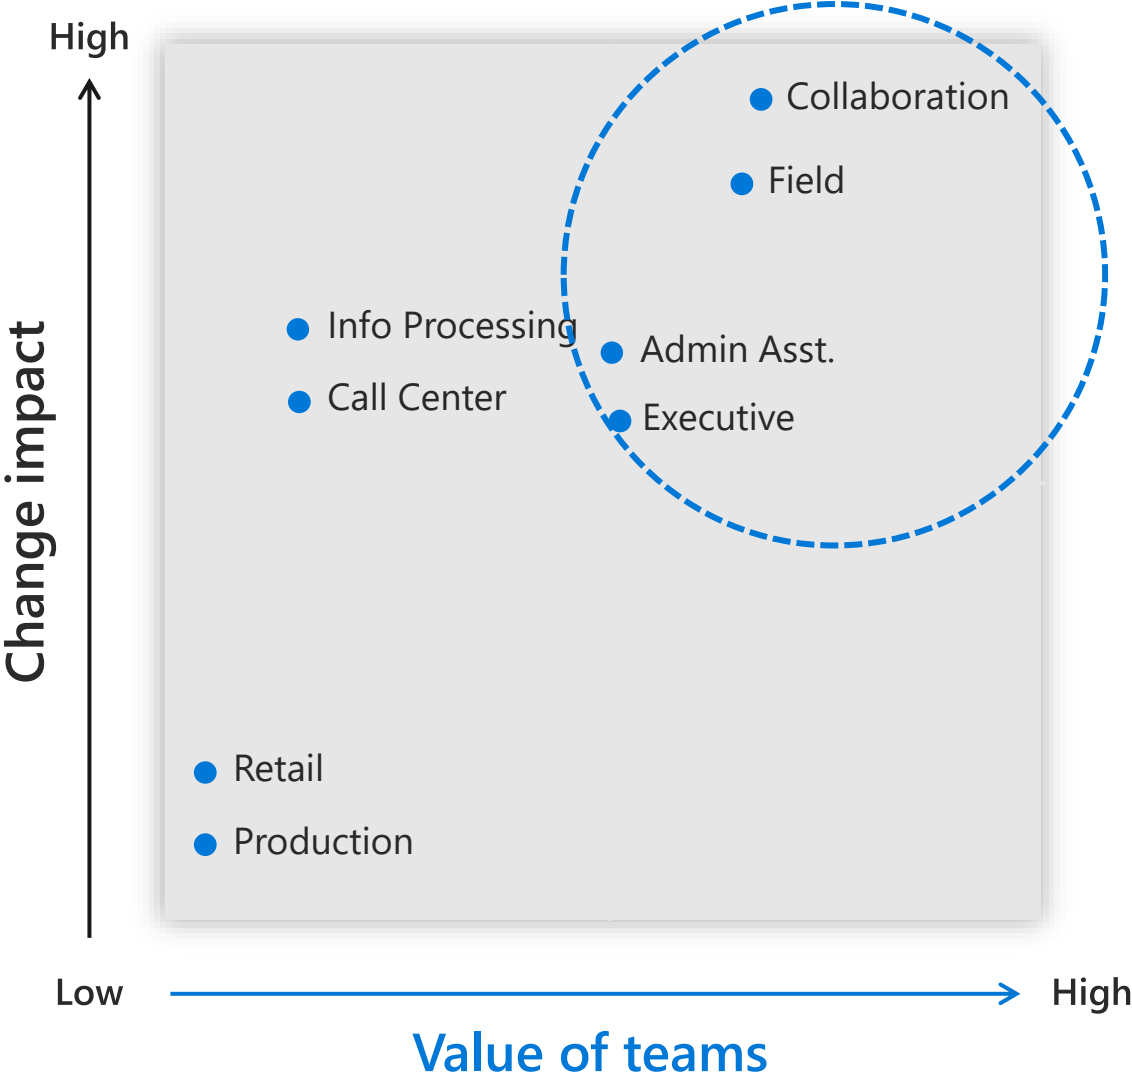 High
Collaboration
Field
Info Processing
Admin Asst.
Call Center
Executive
Change impact
Retail
Production
Low
High
Value of teams